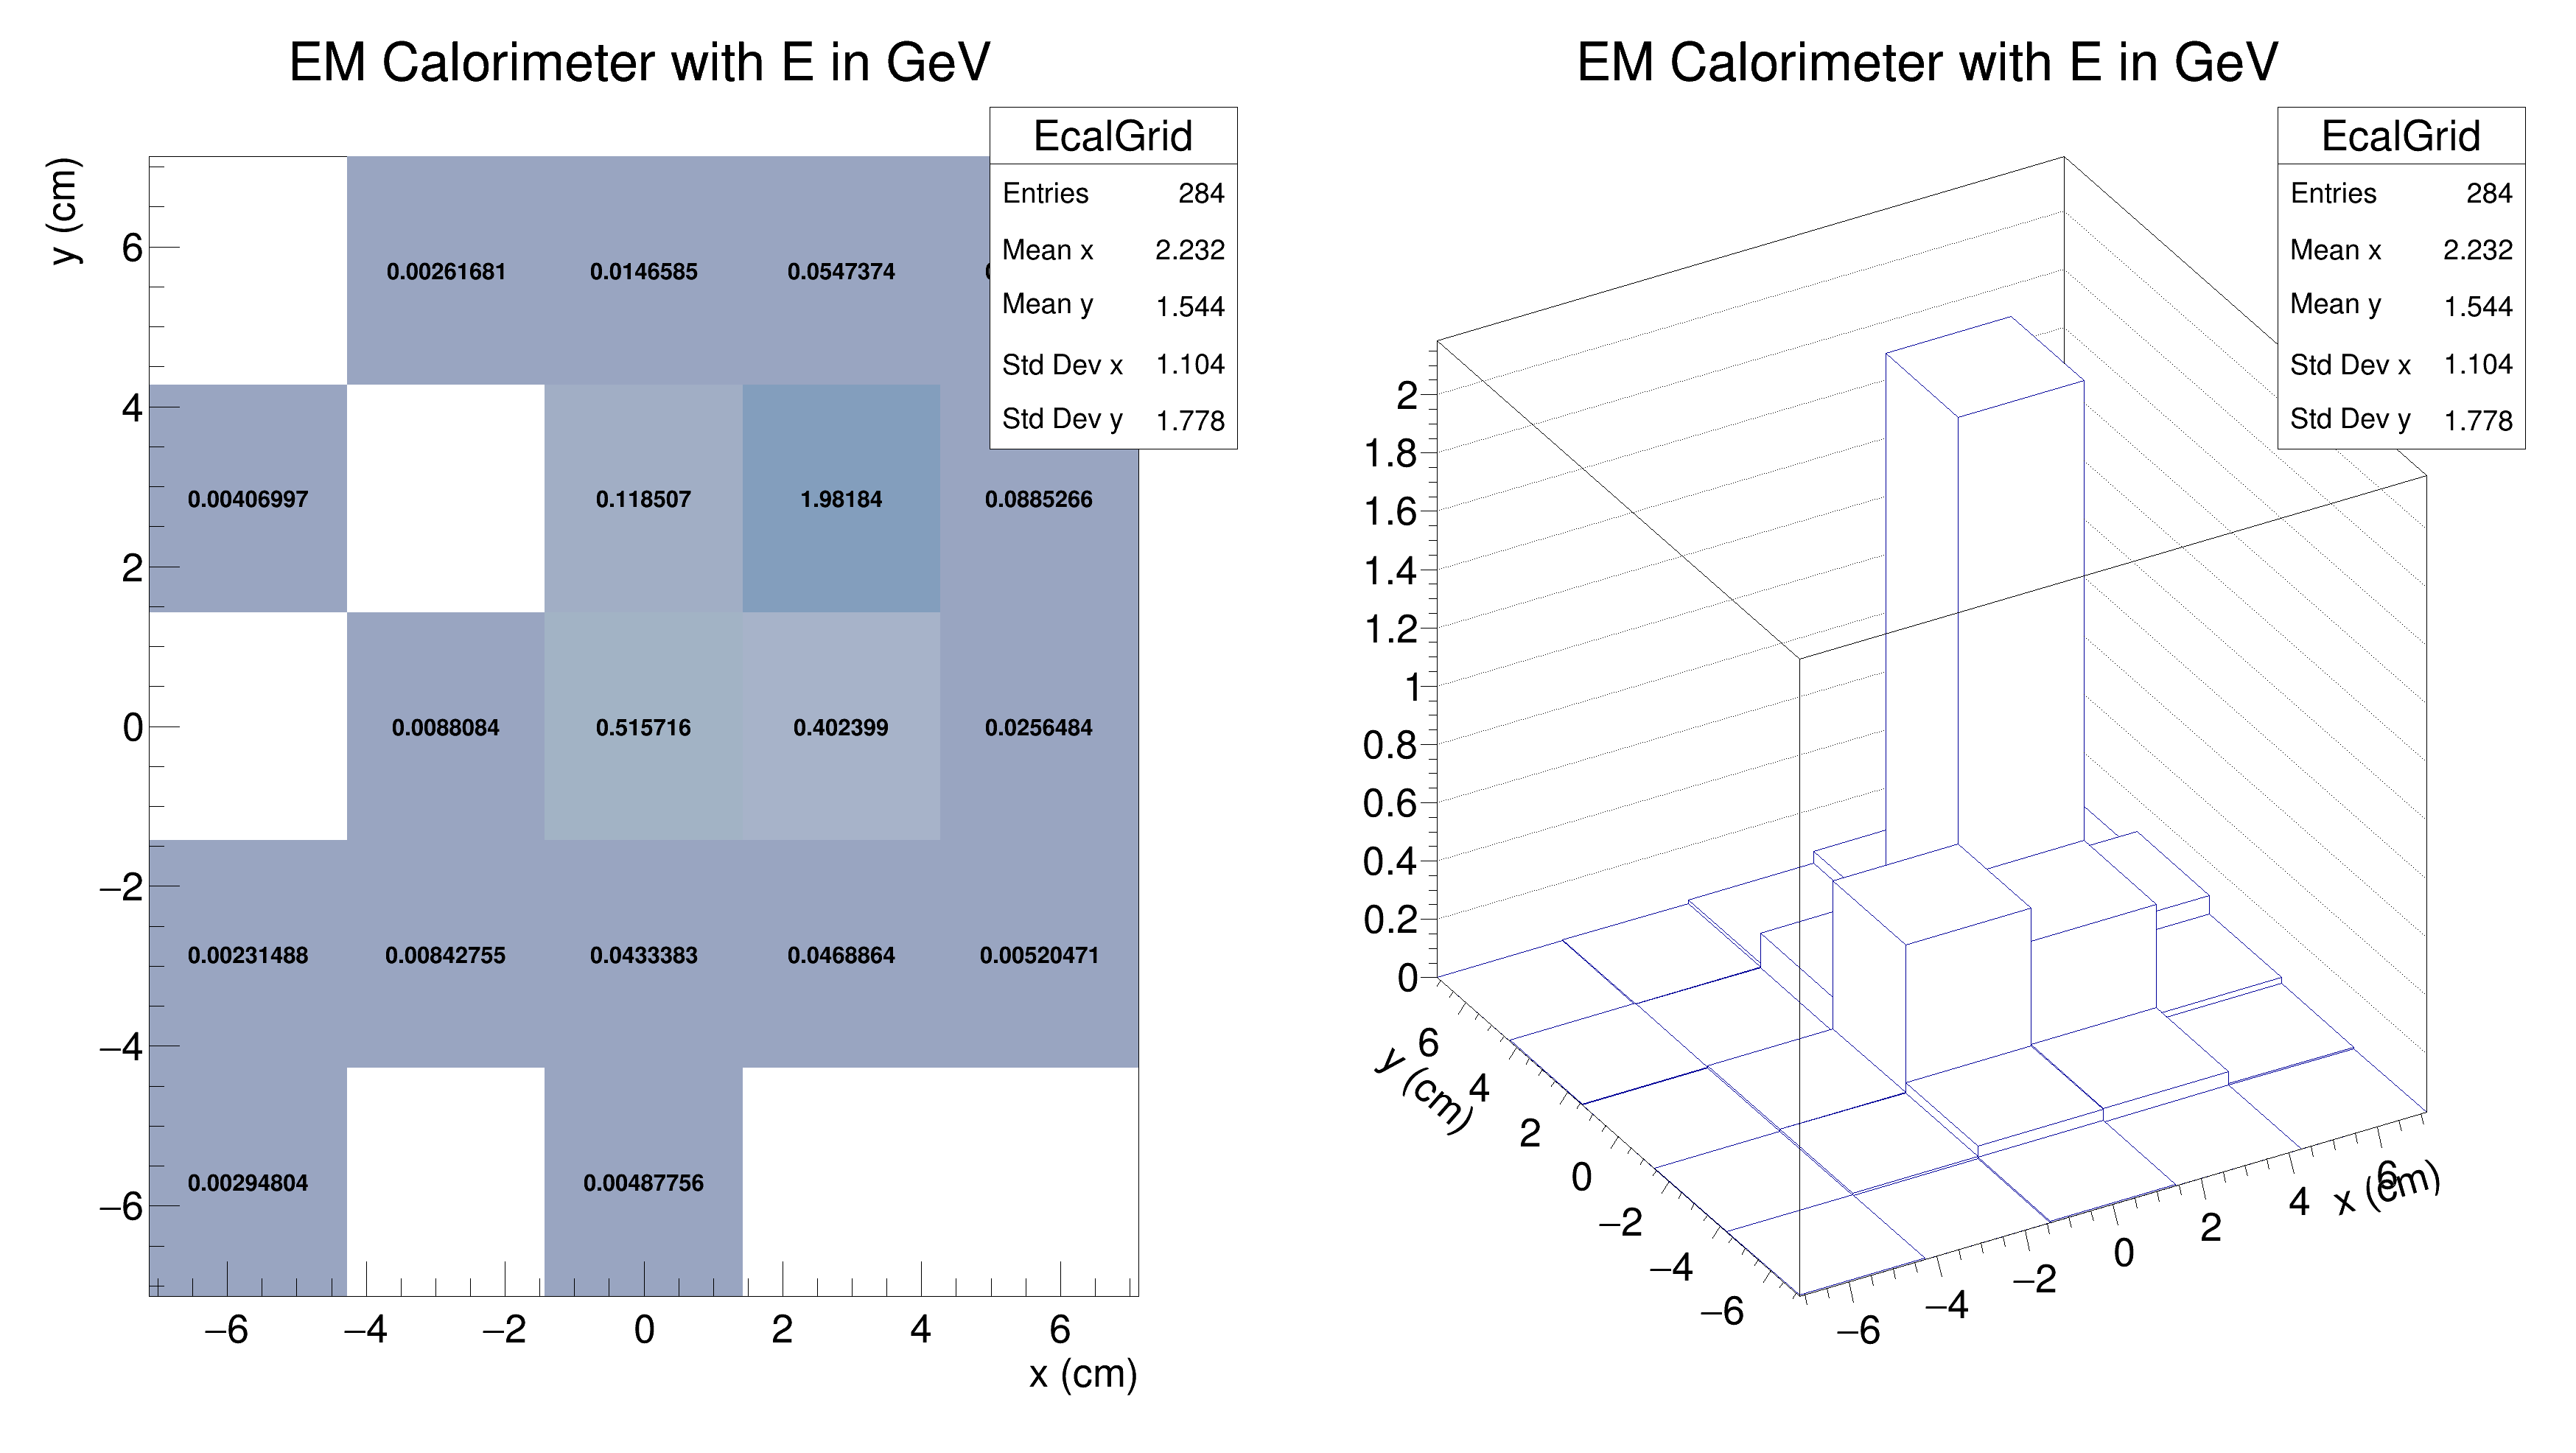 EM Calorimeter with E in GeV
EcalGrid
Entries 284
Mean x 2.232
Mean y 1.544
Std Dev x 1.104
Std Dev y 1.778
y (cm)
6
4
2
0
−2
−4
−6
0.00261681 0.0146585 0.0547374
0.00406997 0.118507 1.98184 0.0885266
0.0088084 0.515716 0.402399 0.0256484
0.00231488 0.00842755 0.0433383 0.0468864 0.00520471
0.00294804 0.00487756
−6 −4 −2 0 2 4 6
x (cm)
EM Calorimeter with E in GeV
EcalGrid
Entries 284
Mean x 2.232
Mean y 1.544
Std Dev x 1.104
Std Dev y 1.778
2
1.8
1.6
1.4
1.2
1
0.8
0.6
0.4
0.2
0
y (cm)
6
4
2
0
−2
−4
−6
−6 −4 −2 0 2 4 6
x (cm)